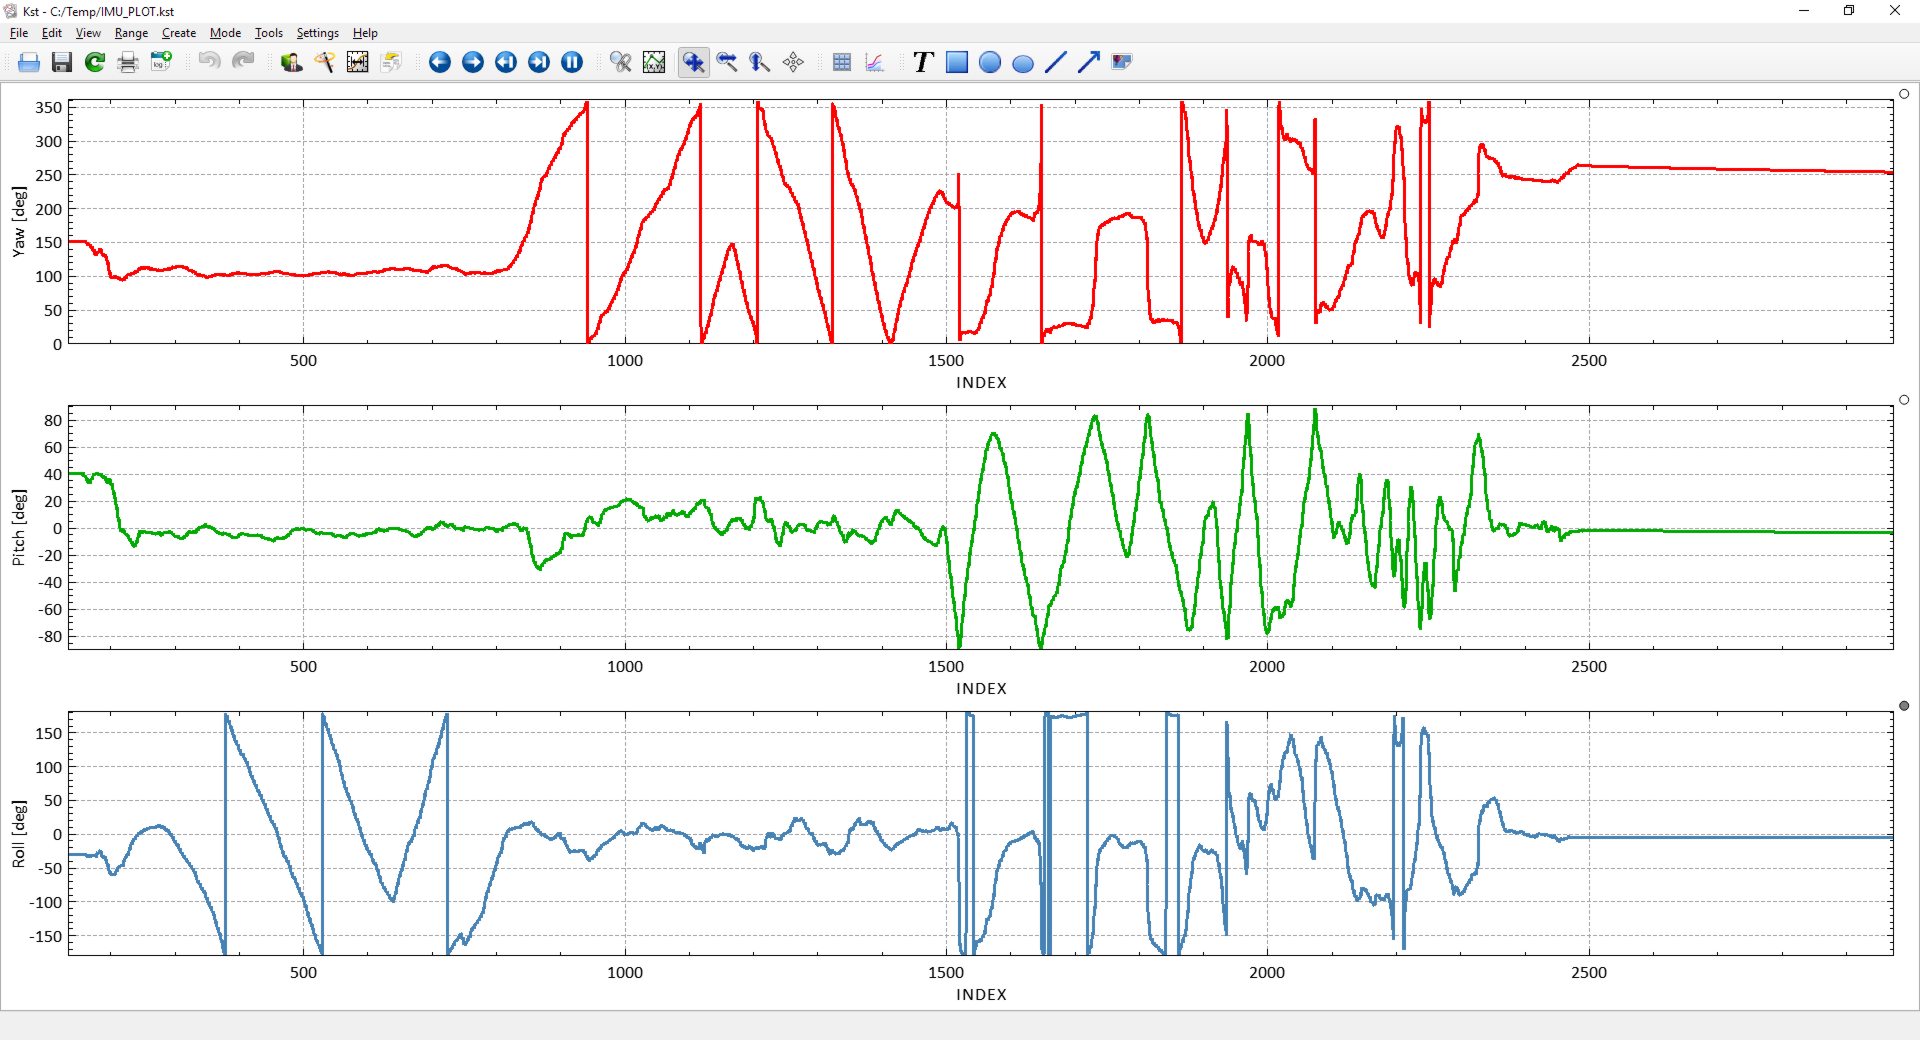 Kst - C:/Temp/IMU_PLOT.kst
File Edit View Range Create Mode Tools Settings Help
log
T
Yaw [deg]
350
300
250
200
150
100
50
0
500 1000 1500 2000 2500
INDEX
Pitch [deg]
80
60
40
20
0
-20
-40
-60
-80
500 1000 1500 2000 2500
INDEX
Roll [deg]
150
100
50
0
-50
-100
-150
500 1000 1500 2000 2500
INDEX